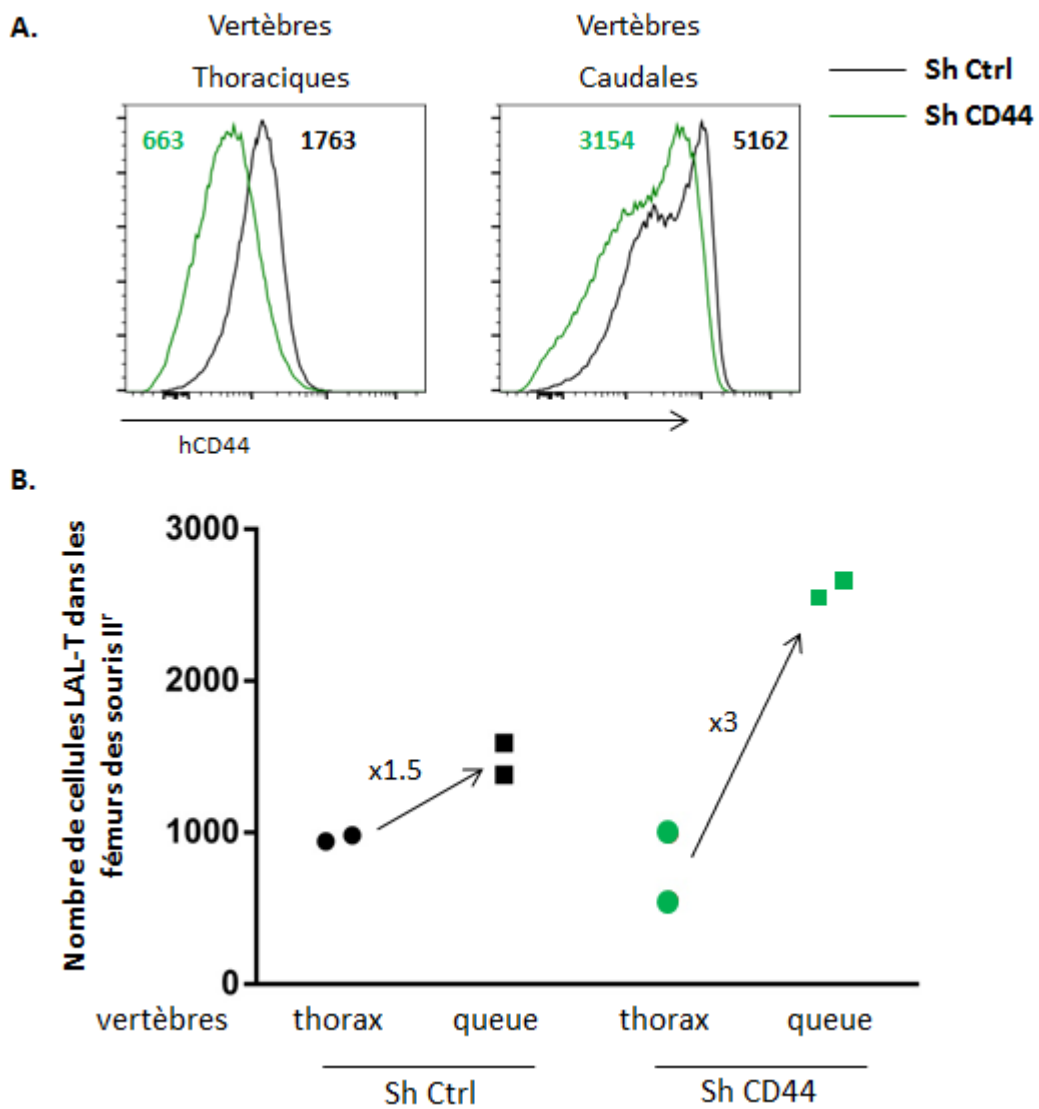 A.
Vertèbres
Thoraciques
Vertèbres
Caudales
Sh Ctrl
Sh CD44
663
1763
3154
5162
hCD44
B.
Nombre de cellules LAL-T dans les
fémurs des souris IIʳ
3000
2000
1000
0
x1.5
x3
vertèbres
thorax
queue
thorax
queue
Sh Ctrl
Sh CD44